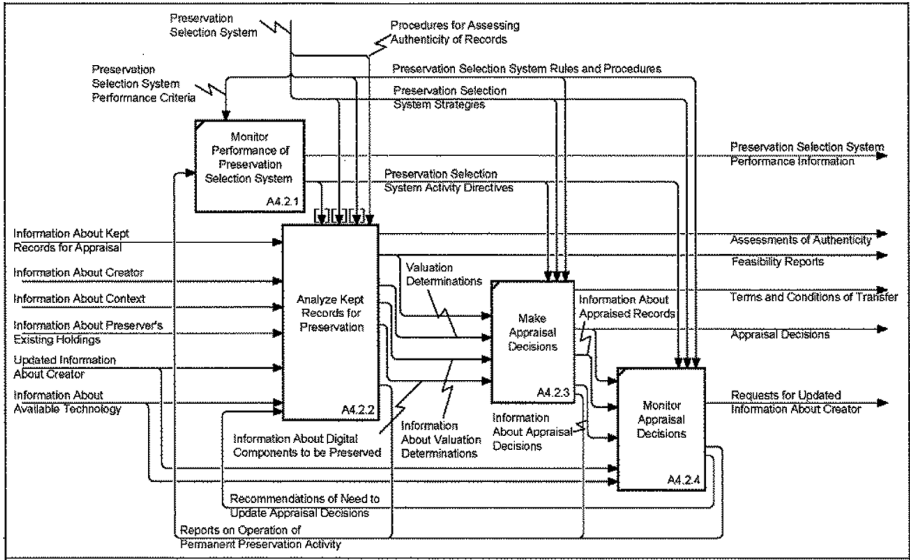 Preservation
Selection System
Procedures for Assessing
Authenticity of Records
Preservation
Selection System
Performance Criteria
Preservation Selection System Rules and Procedures
Preservation Selection
System Strategies
Monitor
Performance of
Preservation
Selection System
A4.2.1
Preservation Selection System
Performance Information
Preservation Selection
System Activity Directives
Information About Kept
Records for Appraisal
Assessments of Authenticity
Feasibility Reports
Information About Creator
Valuation
Determinations
Terms and Conditions of Transfer
Information About Context
Analyze Kept
Records for
Preservation
A4.2.2
Make
Appraisal
Decisions
A4.2.3
Information About
Appraised Records
Information About Preserver's
Existing Holdings
Appraisal Decisions
Updated Information
About Creator
Information About
Available Technology
Requests for Updated
Information About Creator
Monitor
Appraisal
Decisions
A4.2.4
Information About Digital
Components to be Preserved
Information
About Valuation
Determinations
Information
About Appraisal
Decisions
Recommendations of Need to
Update Appraisal Decisions
Reports on Operation of
Permanent Preservation Activity